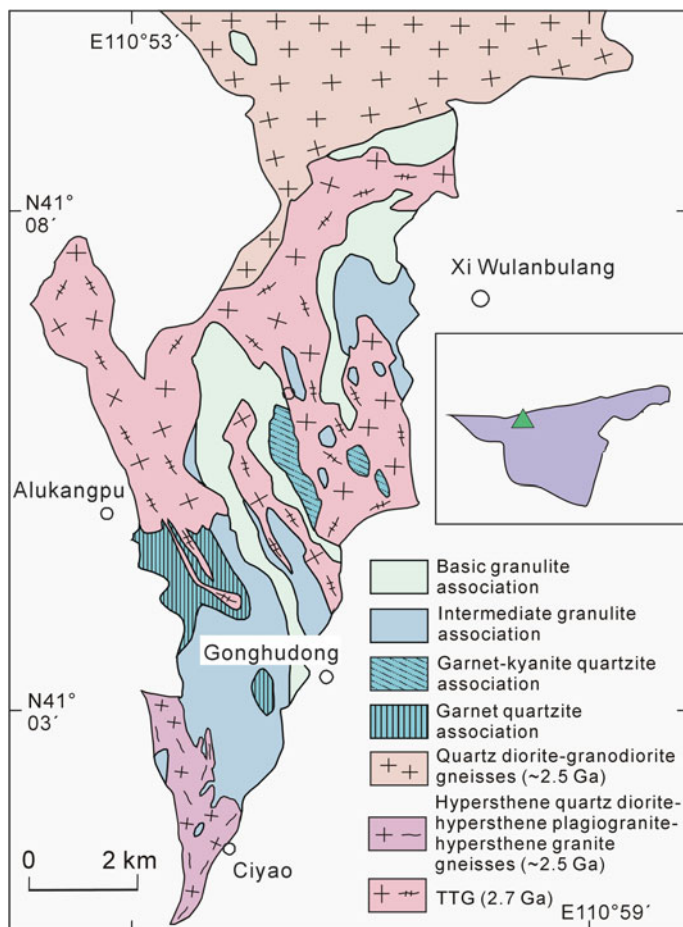 E110°53´
N41°
08´
Xi Wulanbulang
Alukangpu
Basic granulite
association
Intermediate granulite
association
Gonghudong
Garnet-kyanite quartzite
association
N41°
03´
Garnet quartzite
association
Quartz diorite-granodiorite
gneisses (~2.5 Ga)
Hypersthene quartz diorite-
hypersthene plagiogranite-
hypersthene granite
gneisses (~2.5 Ga)
0 2 km
Ciyao
TTG (2.7 Ga)
E110°59´